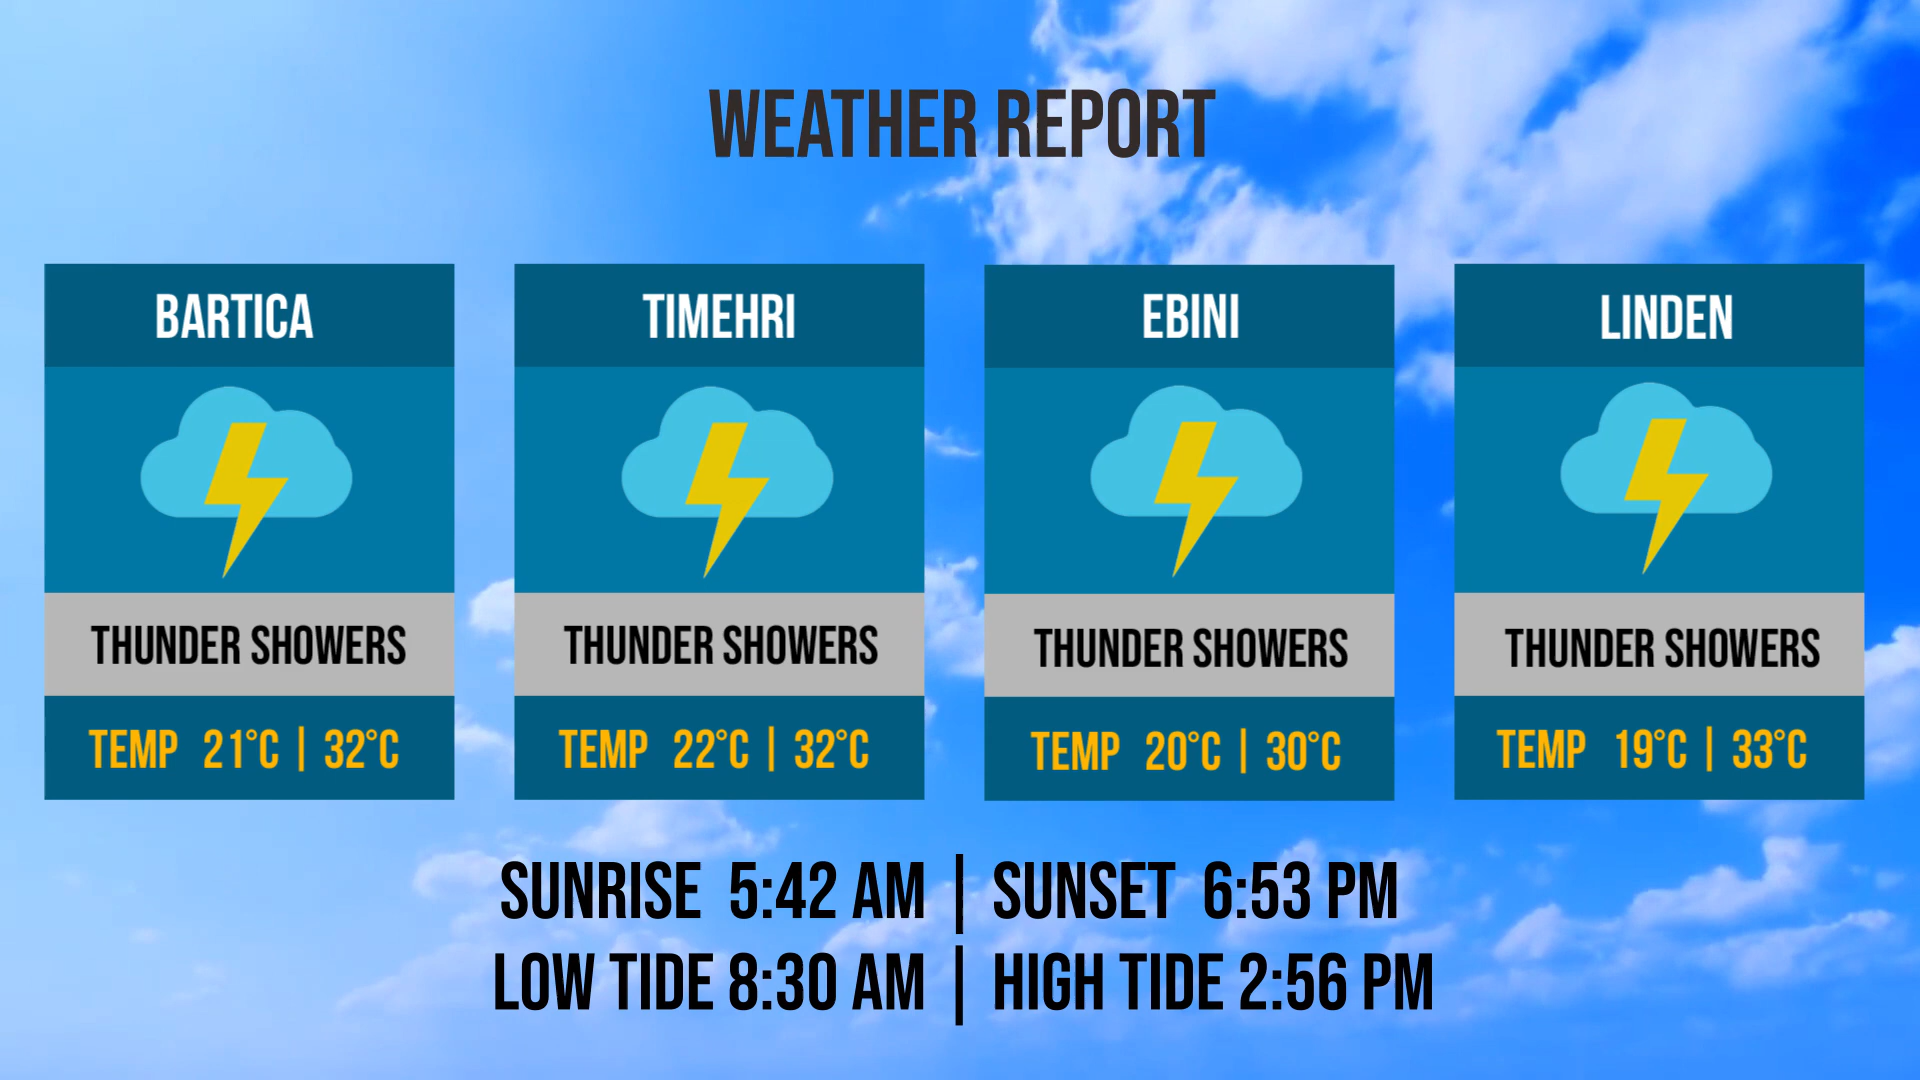 WEATHER REPORT
BARTICA
THUNDER SHOWERS
TEMP 21°C | 32°C
TIMEHRI
THUNDER SHOWERS
TEMP 22°C | 32°C
EBINI
THUNDER SHOWERS
TEMP 20°C | 30°C
LINDEN
THUNDER SHOWERS
TEMP 19°C | 33°C
SUNRISE 5:42 AM | SUNSET 6:53 PM
LOW TIDE 8:30 AM | HIGH TIDE 2:56 PM